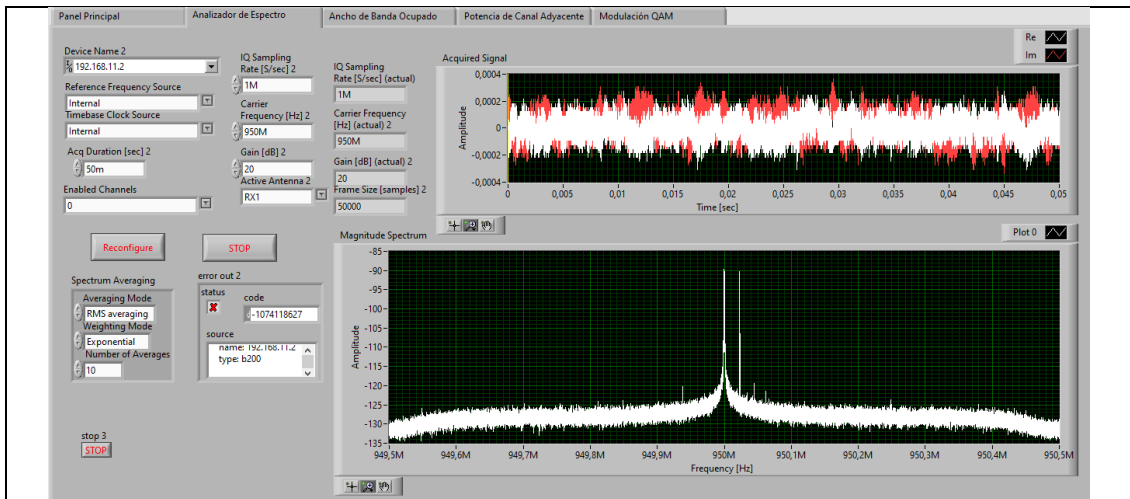 Panel Principal
Analizador de Espectro
Ancho de Banda Ocupado
Potencia de Canal Adyacente
Modulación QAM
Device Name 2
192.168.11.2
Reference Frequency Source
Internal
Timebase Clock Source
Internal
Acq Duration [sec] 2
50m
Enabled Channels
0
IQ Sampling
Rate [S/sec] 2
1M
Carrier
Frequency [Hz] 2
950M
Gain [dB] 2
20
Active Antenna 2
RX1
IQ Sampling
Rate [S/sec] (actual)
1M
Carrier Frequency
[Hz] (actual) 2
950M
Gain [dB] (actual) 2
20
Frame Size [samples] 2
50000
Reconfigure
STOP
Spectrum Averaging
Averaging Mode
RMS averaging
Weighting Mode
Exponential
Number of Averages
10
error out 2
status
code
-1074118627
source
name: 192.168.11.2
type: b200
stop 3
STOP
Acquired Signal
Re
Im
Amplitude
0,0004
0,0002
0
-0,0002
-0,0004
0 0,005 0,01 0,015 0,02 0,025 0,03 0,035 0,04 0,045 0,05
Time [sec]
Magnitude Spectrum
Plot 0
Amplitude
-85
-90
-95
-100
-105
-110
-115
-120
-125
-130
-135
949,5M 949,6M 949,7M 949,8M 949,9M 950M 950,1M 950,2M 950,3M 950,4M 950,5M
Frequency [Hz]